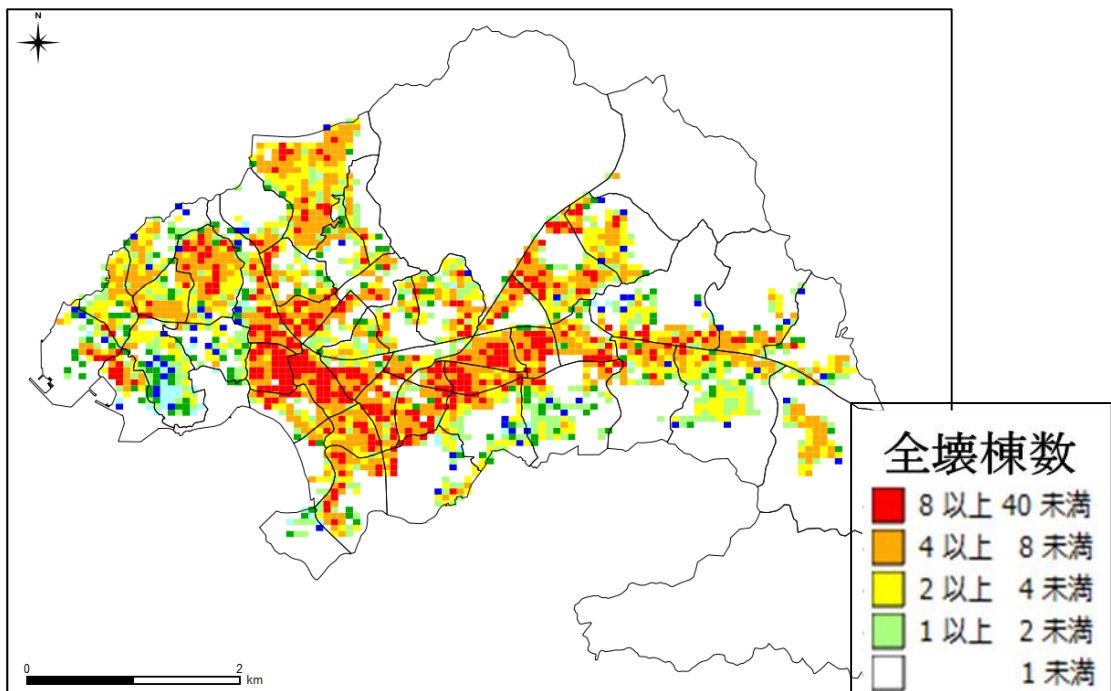 N
全壊棟数
8 以上 40 未満
4 以上 8 未満
2 以上 4 未満
1 以上 2 未満
1 未満
0 2
km